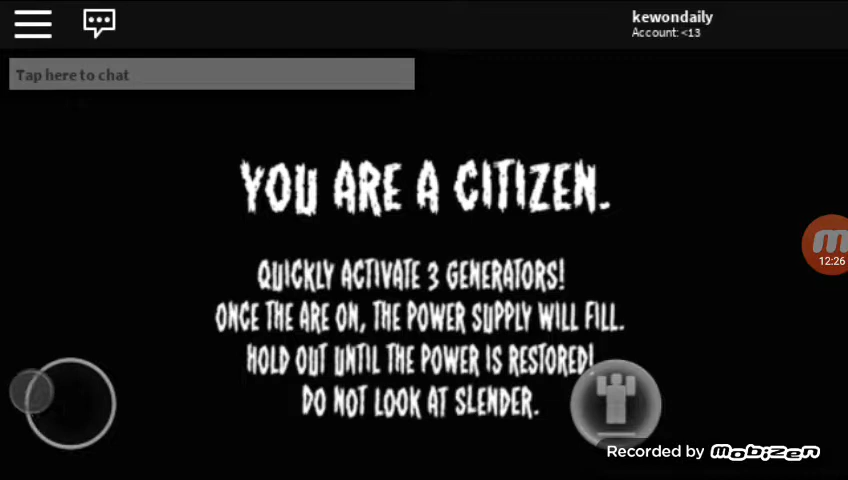 kewondaily
Account: <13
Tap here to chat
YOU ARE A CITIZEN.
QUICKLY ACTIVATE 3 GENERATORS!
ONCE THE ARE ON, THE POWER SUPPLY WILL FILL.
HOLD OUT UNTIL THE POWER IS RESTORED!
DO NOT LOOK AT SLENDER.
12:26
Recorded by mobizen